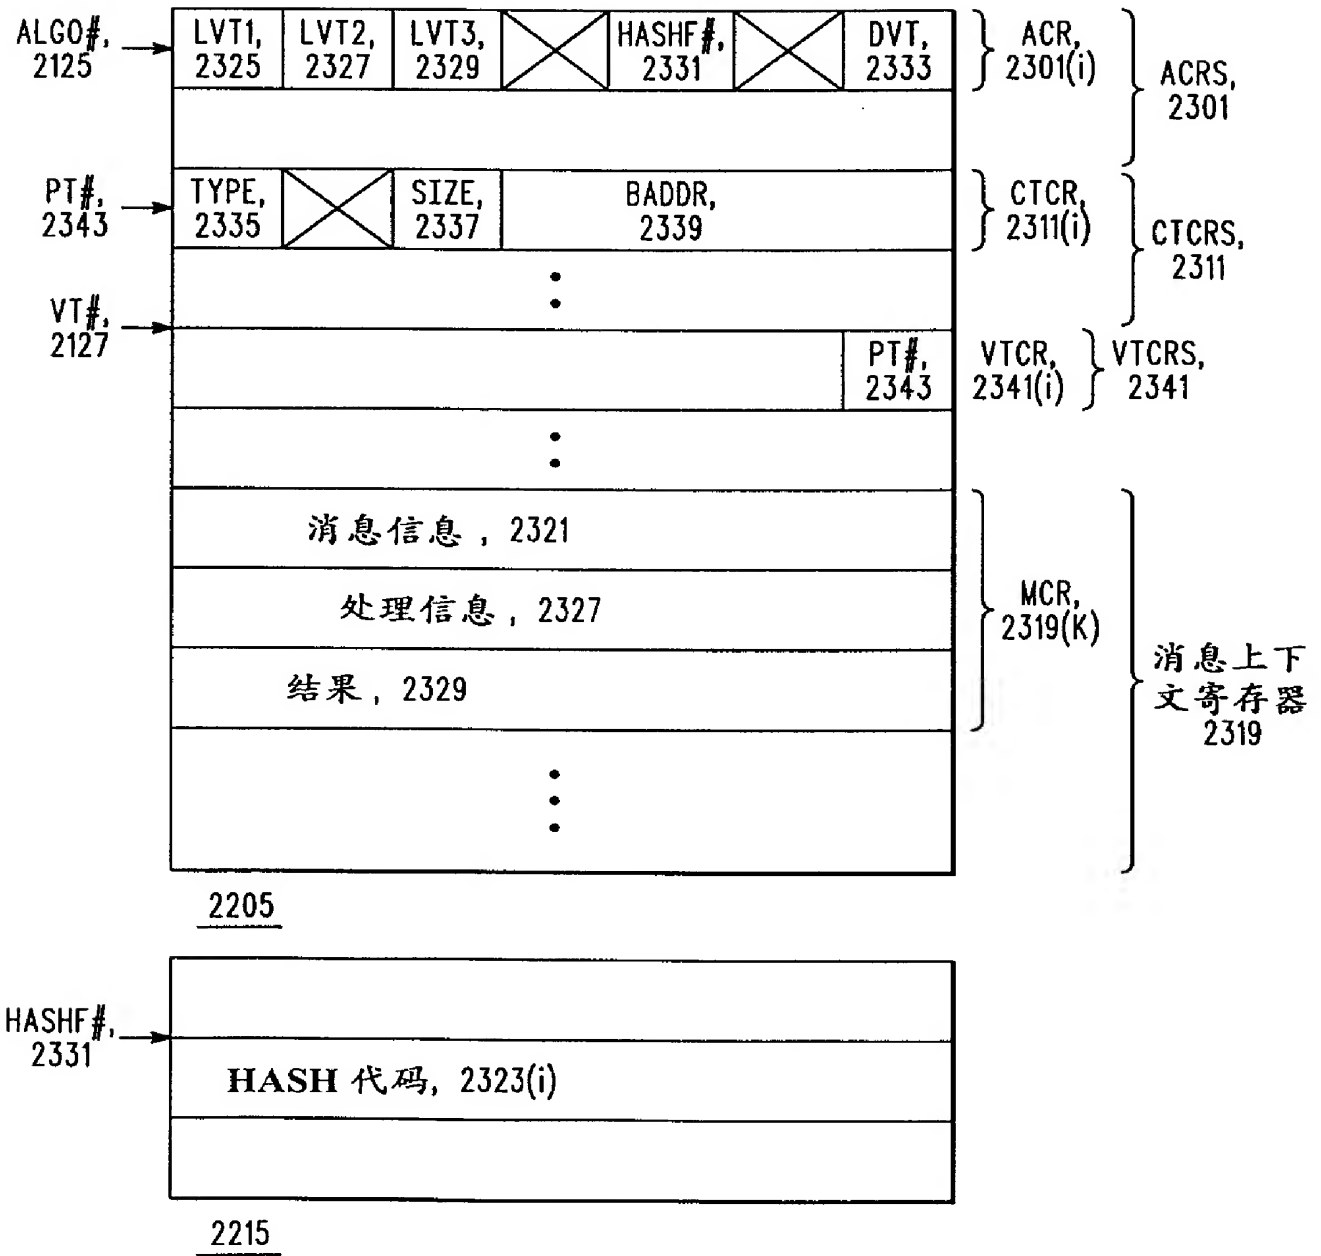 ALGO#,
2125
LVT1,
2325
LVT2,
2327
LVT3,
2329
HASHF#,
2331
DVT,
2333
ACR,
2301(i)
ACRS,
2301
PT#,
2343
TYPE,
2335
SIZE,
2337
BADDR,
2339
CTCR,
2311(i)
CTCRS,
2311
VT#,
2127
PT#,
2343
VTCR,
2341(i)
VTCRS,
2341
消息信息, 2321
处理信息, 2327
结果, 2329
MCR,
2319(K)
消息上下
文寄存器
2319
2205
HASHF#,
2331
HASH 代码, 2323(i)
2215